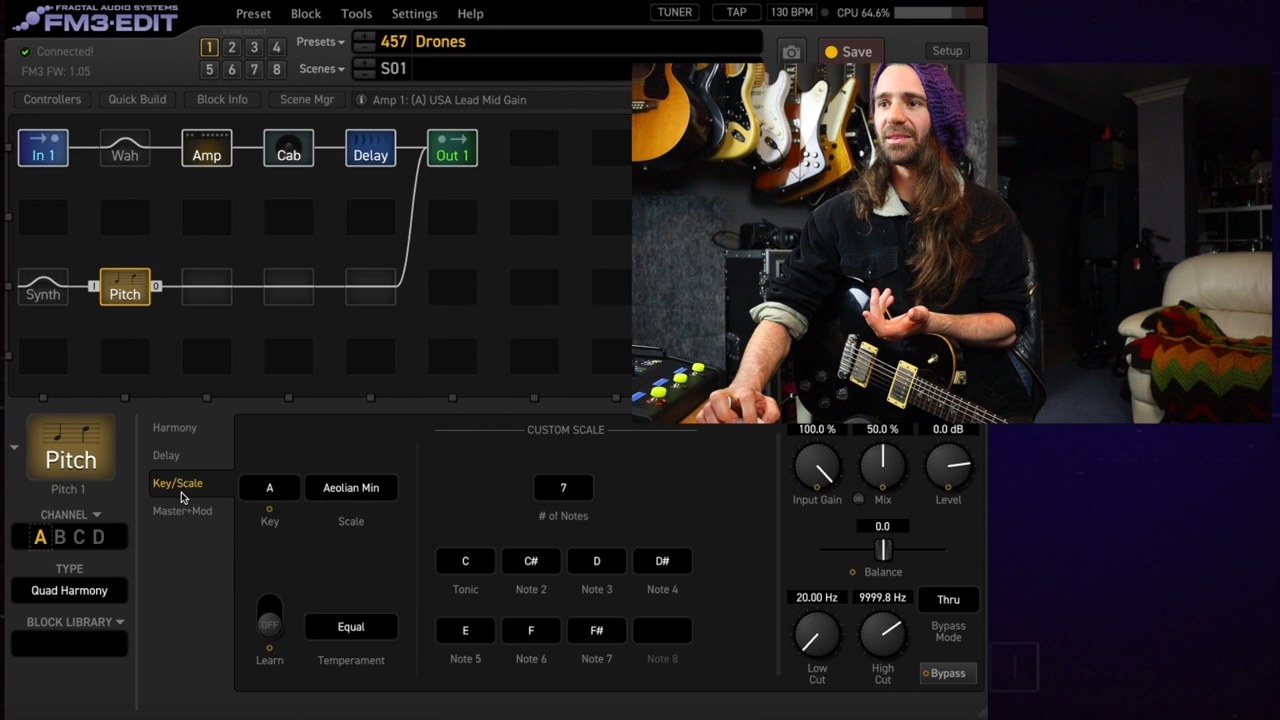 FRACTAL AUDIO SYSTEMS
FM3-EDIT
Preset Block Tools Settings Help
TUNER TAP 130 BPM CPU 64.6%
SCENE SELECT
Connected!
FM3 FW: 1.05
1 2 3 4
5 6 7 8
Presets 457 Drones
Scenes S01
Save Setup
Controllers Quick Build Block Info Scene Mgr Amp 1: (A) USA Lead Mid Gain
In 1 Wah Amp Cab Delay Out 1
Synth I Pitch O
Pitch
Pitch 1
CHANNEL
A B C D
TYPE
Quad Harmony
BLOCK LIBRARY
Harmony
Delay
Key/Scale
Master+Mod
A Aeolian Min
Key Scale
OFF Equal
Learn Temperament
CUSTOM SCALE
7
# of Notes
C C# D D#
Tonic Note 2 Note 3 Note 4
E F F#
Note 5 Note 6 Note 7 Note 8
100.0 % 50.0 % 0.0 dB
Input Gain Mix Level
0.0
Balance
20.00 Hz 9999.8 Hz Thru
Low Cut High Cut Bypass Mode
Bypass